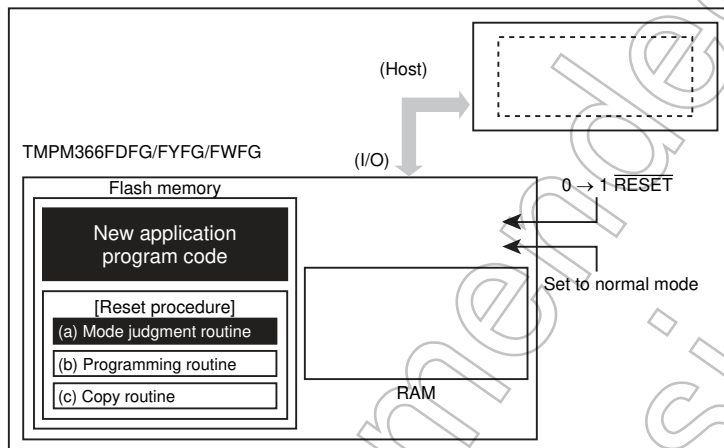 (Host)
TMPM366FDFG/FYFG/FWFG
(I/O)
Flash memory
0 → 1 RESET
New application
program code
Set to normal mode
[Reset procedure]
(a) Mode judgment routine
(b) Programming routine
(c) Copy routine
RAM